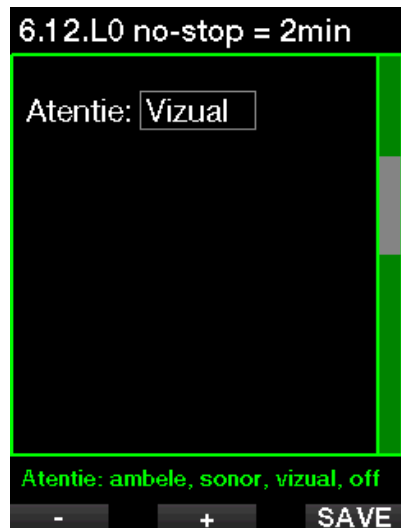 6.12.L0 no-stop = 2min
Atentie: Vizual
Atentie: ambele, sonor, vizual, off
- + SAVE